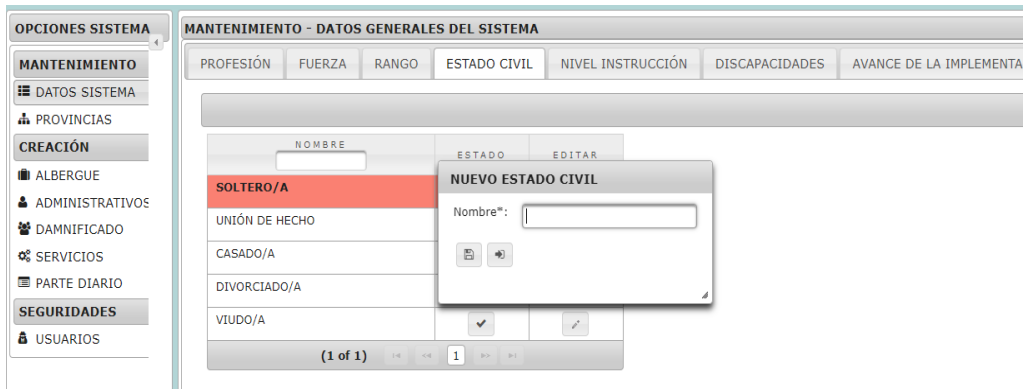 OPCIONES SISTEMA
MANTENIMIENTO
DATOS SISTEMA
PROVINCIAS
CREACIÓN
ALBERGUE
ADMINISTRATIVOS
DAMNIFICADO
SERVICIOS
PARTE DIARIO
SEGURIDADES
USUARIOS
MANTENIMIENTO - DATOS GENERALES DEL SISTEMA
PROFESIÓN FUERZA RANGO ESTADO CIVIL NIVEL INSTRUCCIÓN DISCAPACIDADES AVANCE DE LA IMPLEMENTA
NOMBRE ESTADO EDITAR
SOLTERO/A
UNIÓN DE HECHO
CASADO/A
DIVORCIADO/A
VIUDO/A
(1 of 1) 1
NUEVO ESTADO CIVIL
Nombre*: